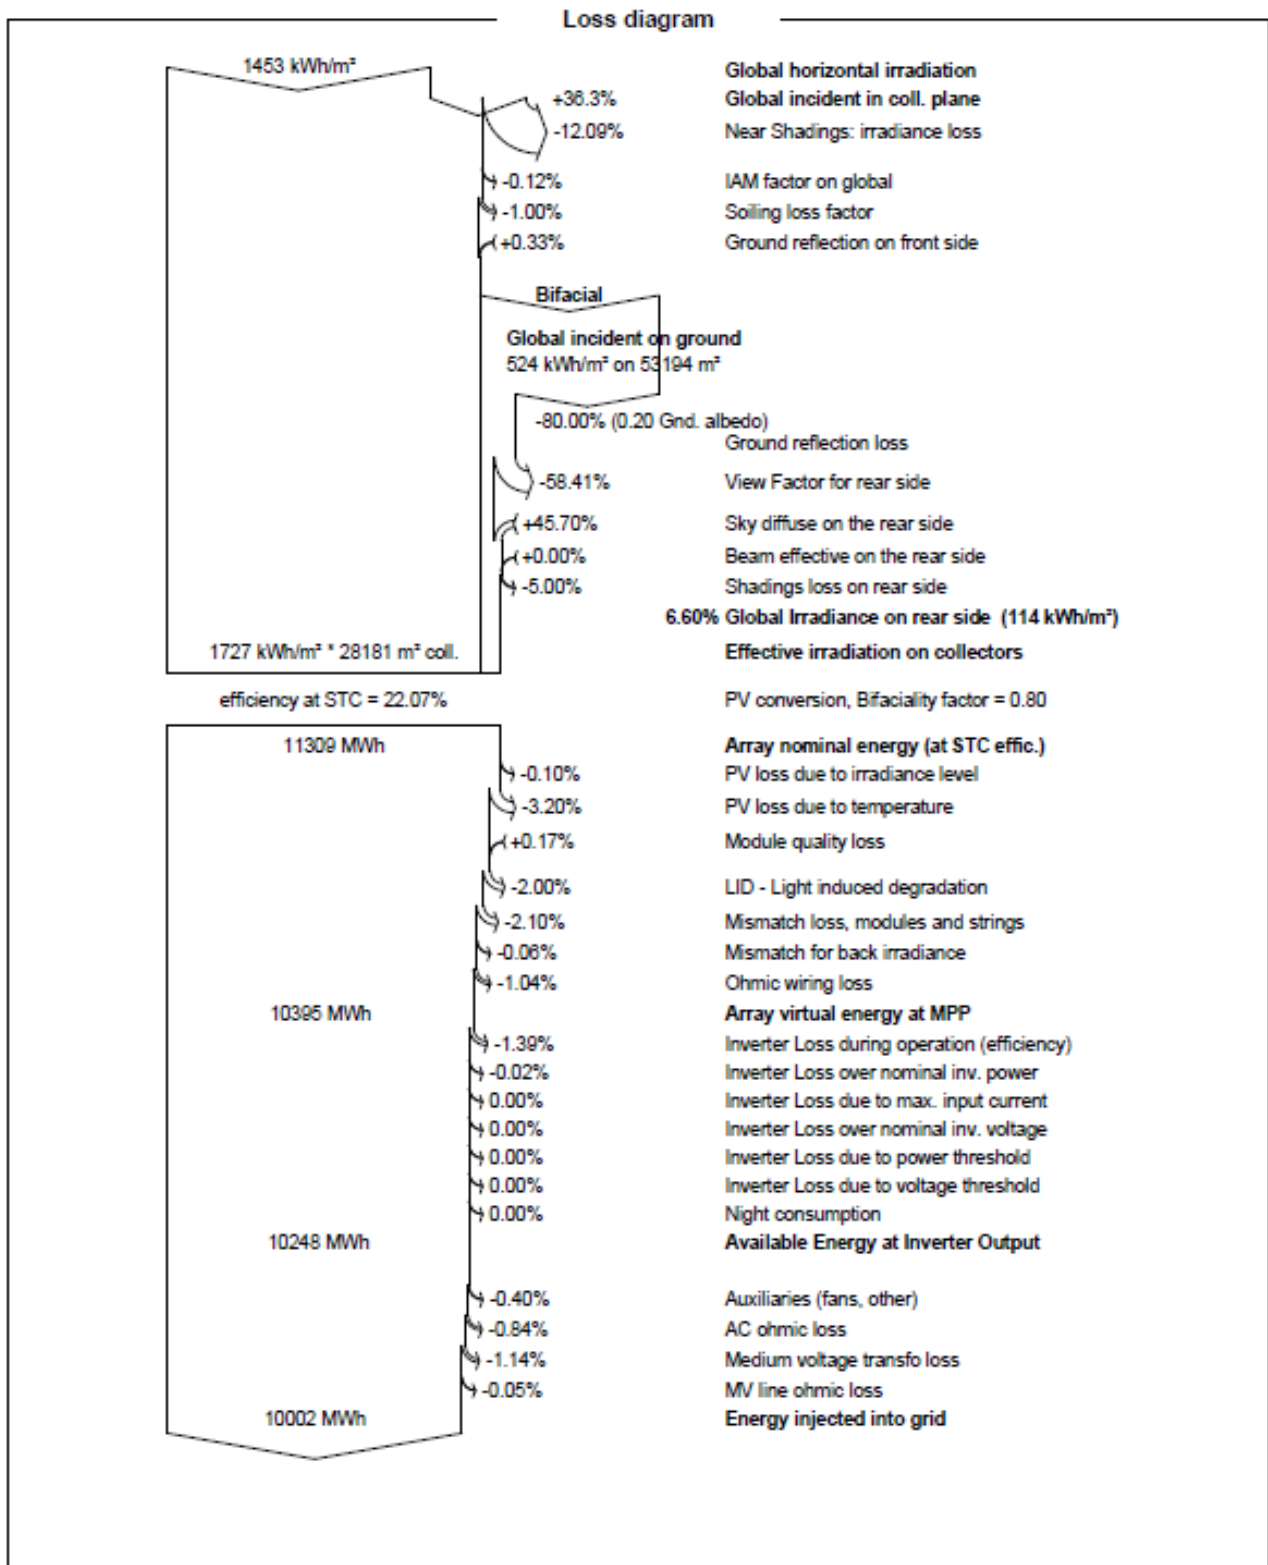 Loss diagram
1453 kWh/m² Global horizontal irradiation
+36.3% Global incident in coll. plane
-12.09% Near Shadings: irradiance loss
-0.12% IAM factor on global
-1.00% Soiling loss factor
+0.33% Ground reflection on front side
Bifacial
Global incident on ground
524 kWh/m² on 53194 m²
-80.00% (0.20 Gnd. albedo)
Ground reflection loss
-58.41% View Factor for rear side
+45.70% Sky diffuse on the rear side
+0.00% Beam effective on the rear side
-5.00% Shadings loss on rear side
6.60% Global Irradiance on rear side (114 kWh/m²)
1727 kWh/m² * 28181 m² coll. Effective irradiation on collectors
efficiency at STC = 22.07% PV conversion, Bifaciality factor = 0.80
11309 MWh Array nominal energy (at STC effic.)
-0.10% PV loss due to irradiance level
-3.20% PV loss due to temperature
+0.17% Module quality loss
-2.00% LID - Light induced degradation
-2.10% Mismatch loss, modules and strings
-0.06% Mismatch for back irradiance
-1.04% Ohmic wiring loss
10395 MWh Array virtual energy at MPP
-1.39% Inverter Loss during operation (efficiency)
-0.02% Inverter Loss over nominal inv. power
0.00% Inverter Loss due to max. input current
0.00% Inverter Loss over nominal inv. voltage
0.00% Inverter Loss due to power threshold
0.00% Inverter Loss due to voltage threshold
0.00% Night consumption
10248 MWh Available Energy at Inverter Output
-0.40% Auxiliaries (fans, other)
-0.84% AC ohmic loss
-1.14% Medium voltage transfo loss
-0.05% MV line ohmic loss
10002 MWh Energy injected into grid